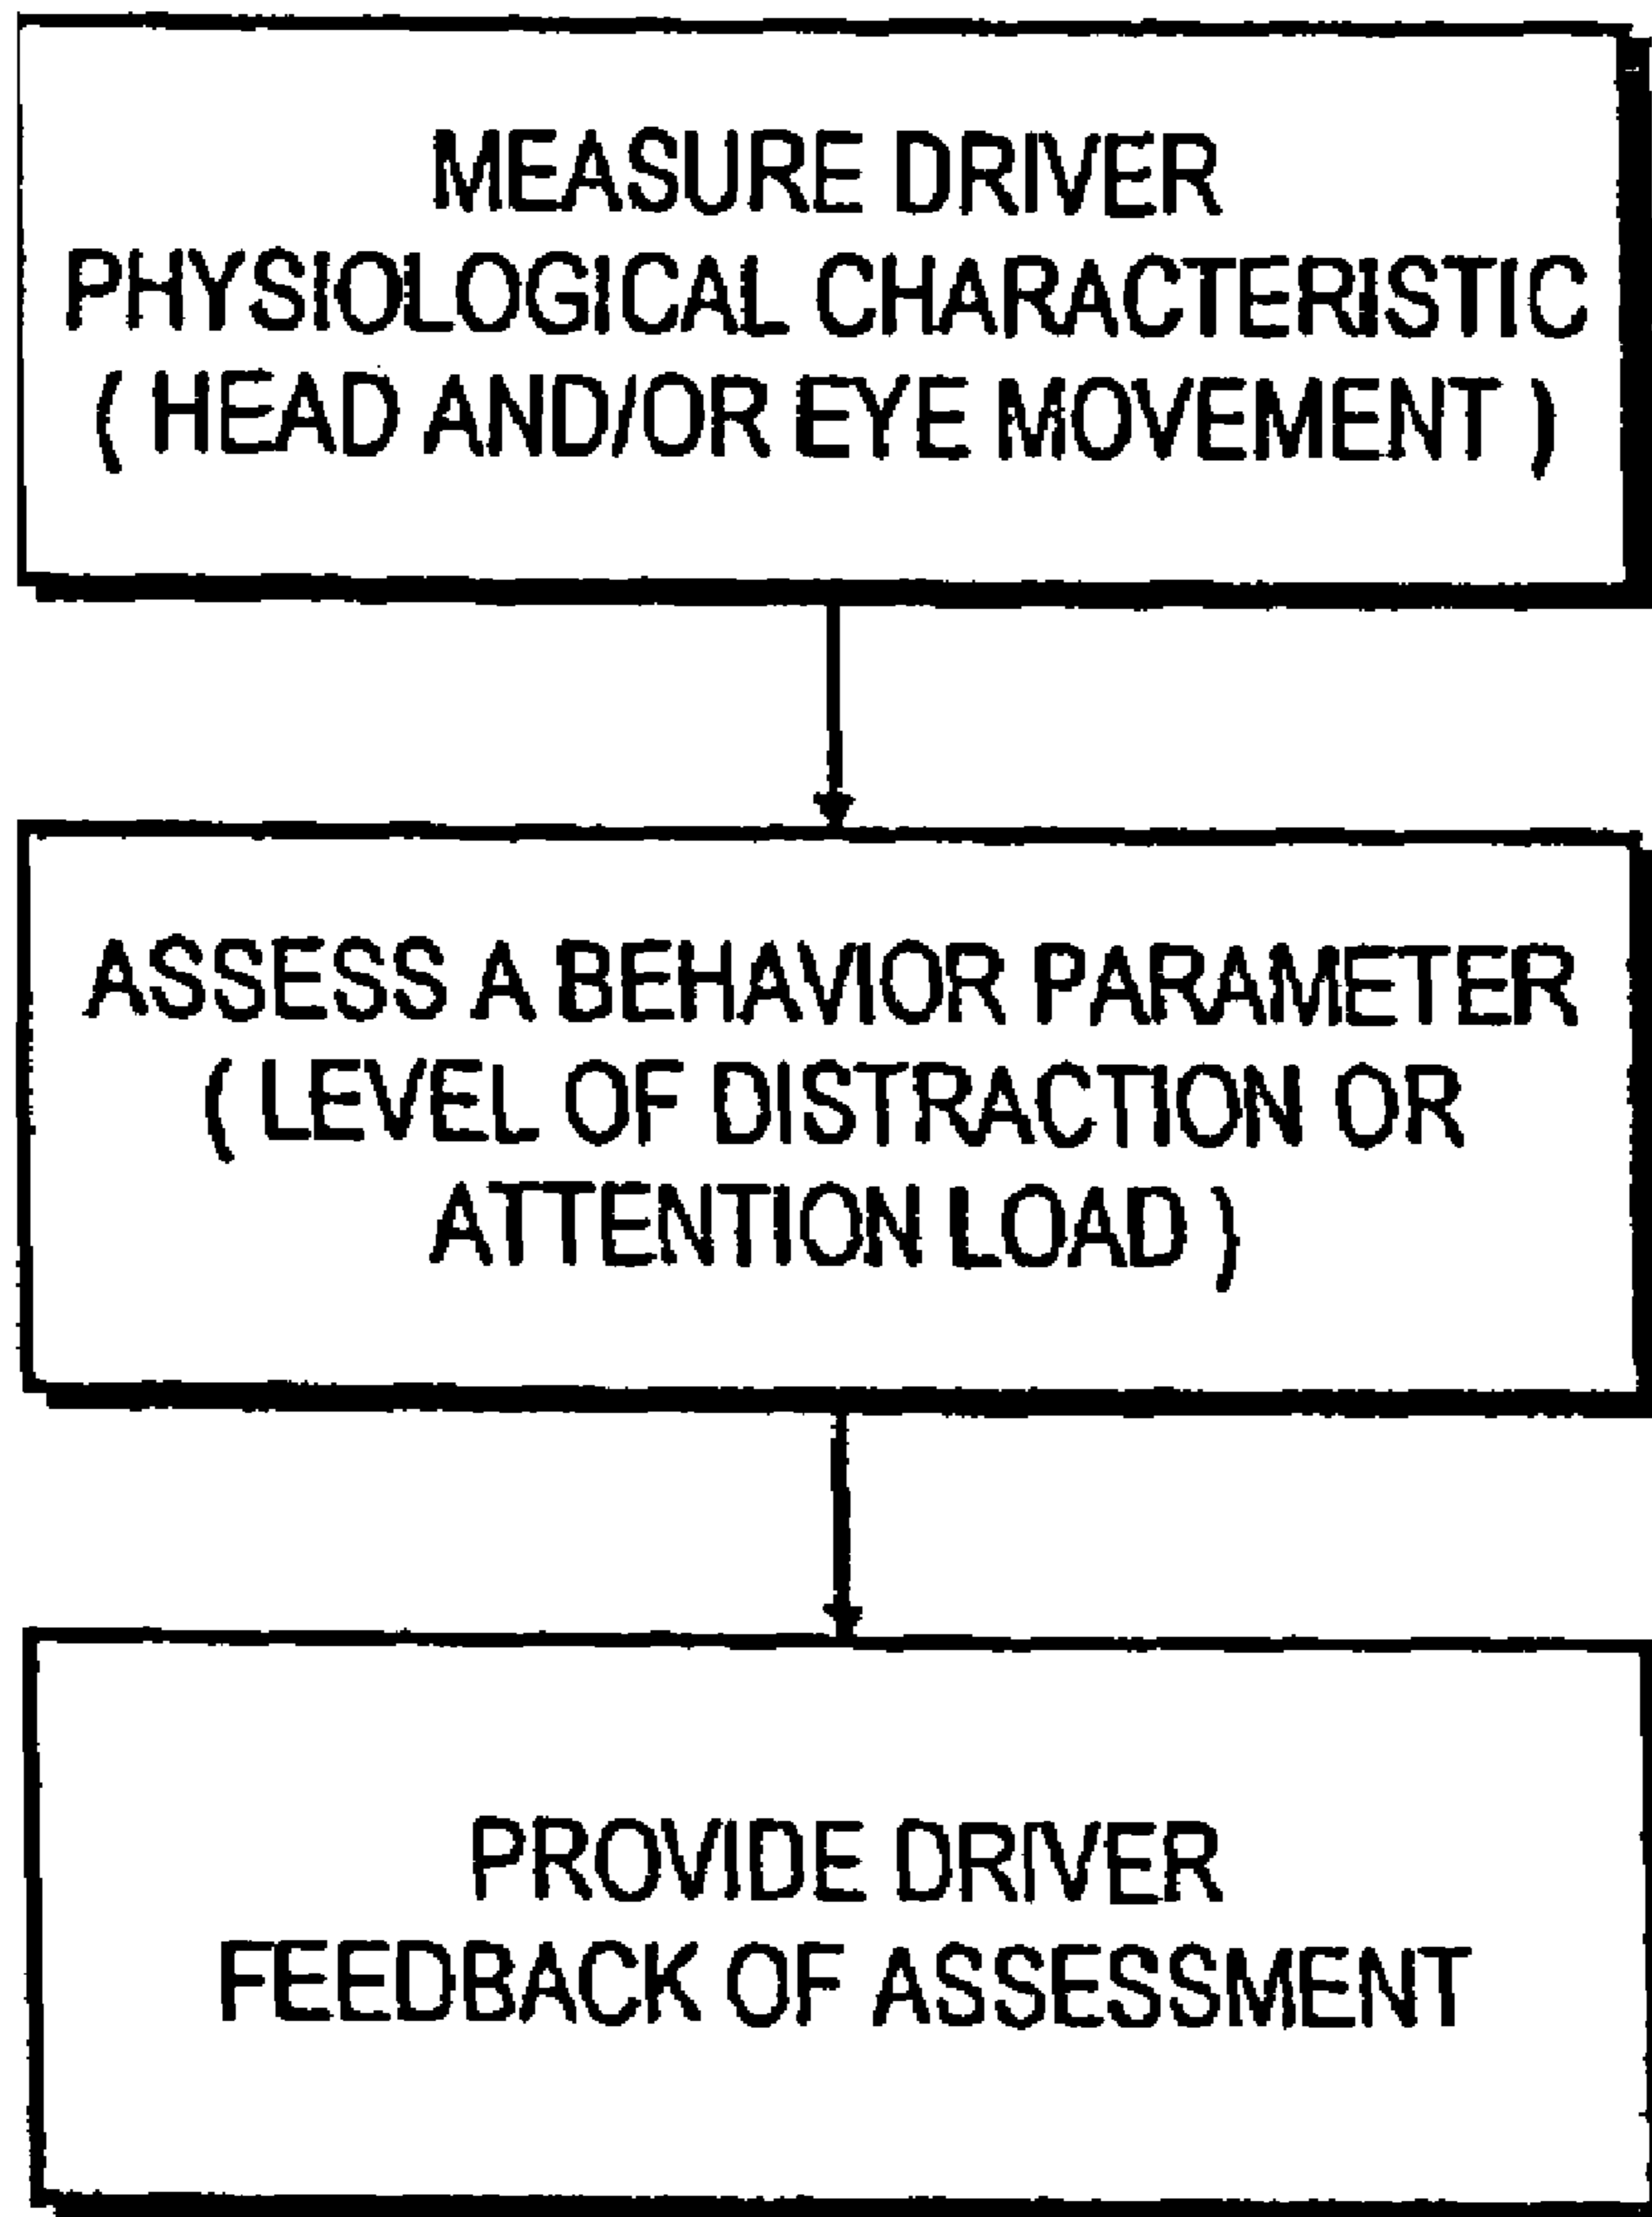 MEASURE DRIVER
PHYSIOLOGICAL CHARACTERISTIC
( HEAD AND/OR EYE MOVEMENT )
ASSESS A BEHAVIOR PARAMETER
( LEVEL OF DISTRACTION OR
ATTENTION LOAD )
PROVIDE DRIVER
FEEDBACK OF ASSESSMENT